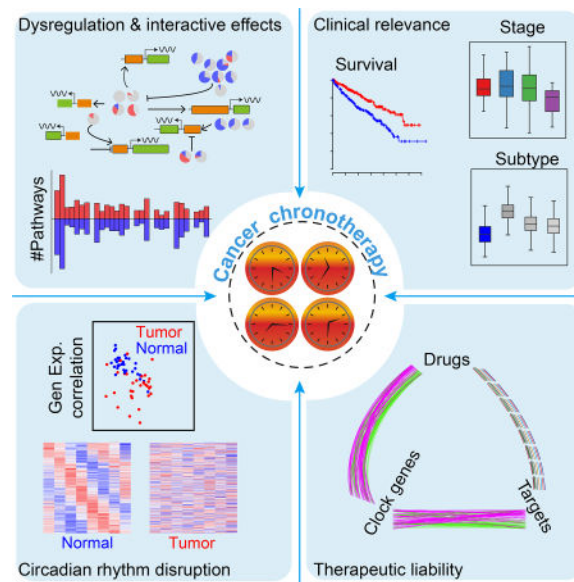 Dysregulation & interactive effects
#Pathways
Clinical relevance
Survival
Stage
Subtype
Cancer chronotherapy
Gen Exp.
correlation
Tumor
Normal
Normal
Tumor
Circadian rhythm disruption
Drugs
Clock genes
Targets
Therapeutic liability